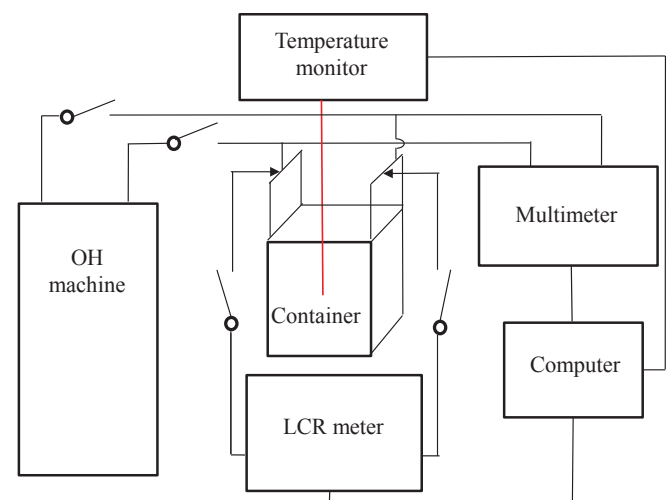 Temperature
monitor
OH
machine
Multimeter
Container
Computer
LCR meter